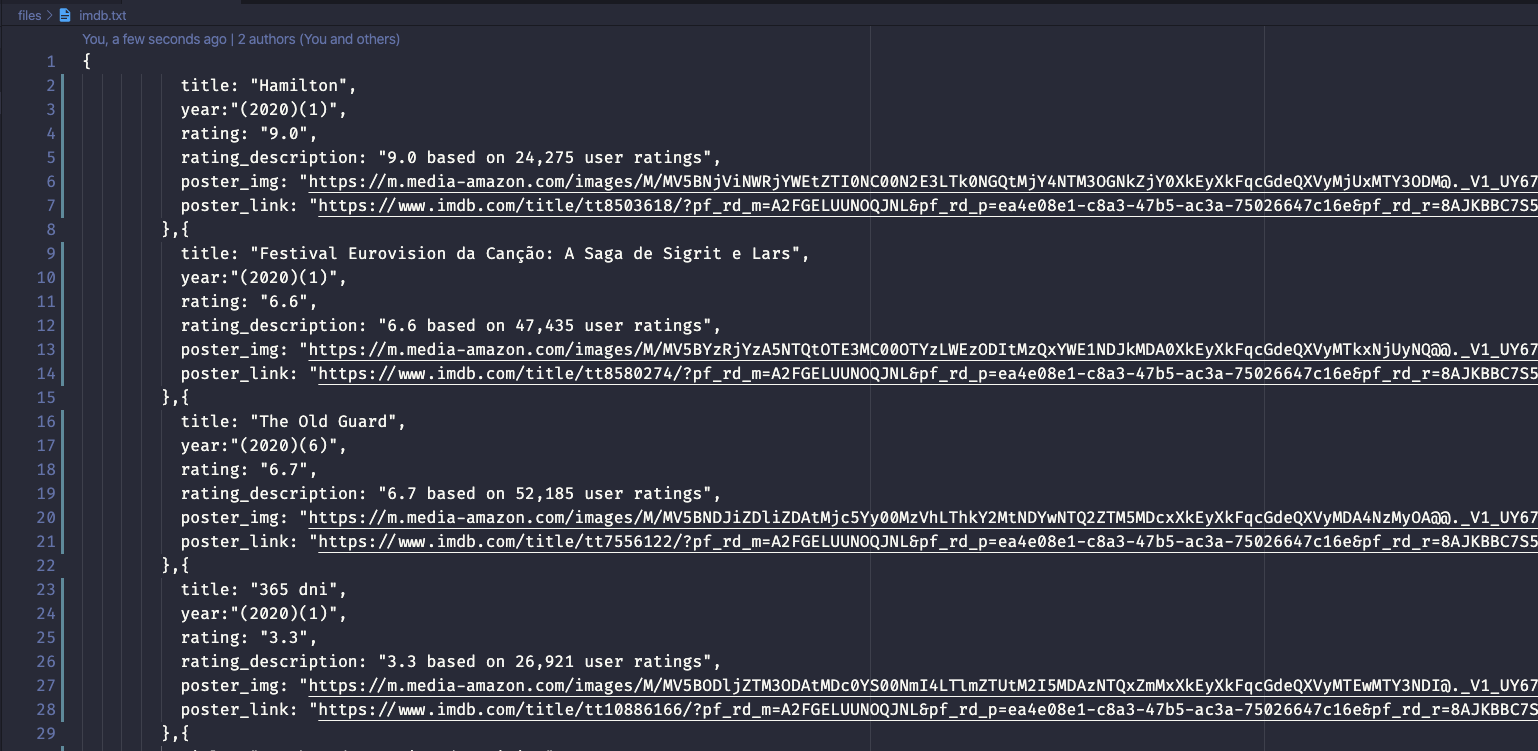 files > imdb.txt
You, a few seconds ago | 2 authors (You and others)
1 {
2 title: "Hamilton",
3 year:"(2020)(1)",
4 rating: "9.0",
5 rating_description: "9.0 based on 24,275 user ratings",
6 poster_img: "https://m.media-amazon.com/images/M/MV5BNjViNWRjYWEtZTI0NC00N2E3LTk0NGQtMjY4NTM3OGNkZjY0XkEyXkFqcGdeQXVyMjUxMTY3ODM@._V1_UY67
7 poster_link: "https://www.imdb.com/title/tt8503618/?pf_rd_m=A2FGELUUNOQJNL&pf_rd_p=ea4e08e1-c8a3-47b5-ac3a-75026647c16e&pf_rd_r=8AJKBBC7S5
8 },{
9 title: "Festival Eurovision da Canção: A Saga de Sigrit e Lars",
10 year:"(2020)(1)",
11 rating: "6.6",
12 rating_description: "6.6 based on 47,435 user ratings",
13 poster_img: "https://m.media-amazon.com/images/M/MV5BYzRjYzA5NTQtOTE3MC00OTYzLWEzODItMzQxYWE1NDJkMDA0XkEyXkFqcGdeQXVyMTkxNjUyNQ@@._V1_UY67
14 poster_link: "https://www.imdb.com/title/tt8580274/?pf_rd_m=A2FGELUUNOQJNL&pf_rd_p=ea4e08e1-c8a3-47b5-ac3a-75026647c16e&pf_rd_r=8AJKBBC7S5
15 },{
16 title: "The Old Guard",
17 year:"(2020)(6)",
18 rating: "6.7",
19 rating_description: "6.7 based on 52,185 user ratings",
20 poster_img: "https://m.media-amazon.com/images/M/MV5BNDJiZDliZDAtMjc5Yy00MzVhLThkY2MtNDYwNTQ2ZTM5MDcxXkEyXkFqcGdeQXVyMDA4NzMyOA@@._V1_UY67
21 poster_link: "https://www.imdb.com/title/tt7556122/?pf_rd_m=A2FGELUUNOQJNL&pf_rd_p=ea4e08e1-c8a3-47b5-ac3a-75026647c16e&pf_rd_r=8AJKBBC7S5
22 },{
23 title: "365 dni",
24 year:"(2020)(1)",
25 rating: "3.3",
26 rating_description: "3.3 based on 26,921 user ratings",
27 poster_img: "https://m.media-amazon.com/images/M/MV5BODljZTM3ODAtMDc0YS00NmI4LTlmZTUtM2I5MDAzNTQxZmMxXkEyXkFqcGdeQXVyMTEwMTY3NDI@._V1_UY67
28 poster_link: "https://www.imdb.com/title/tt10886166/?pf_rd_m=A2FGELUUNOQJNL&pf_rd_p=ea4e08e1-c8a3-47b5-ac3a-75026647c16e&pf_rd_r=8AJKBBC7S5
29 },{